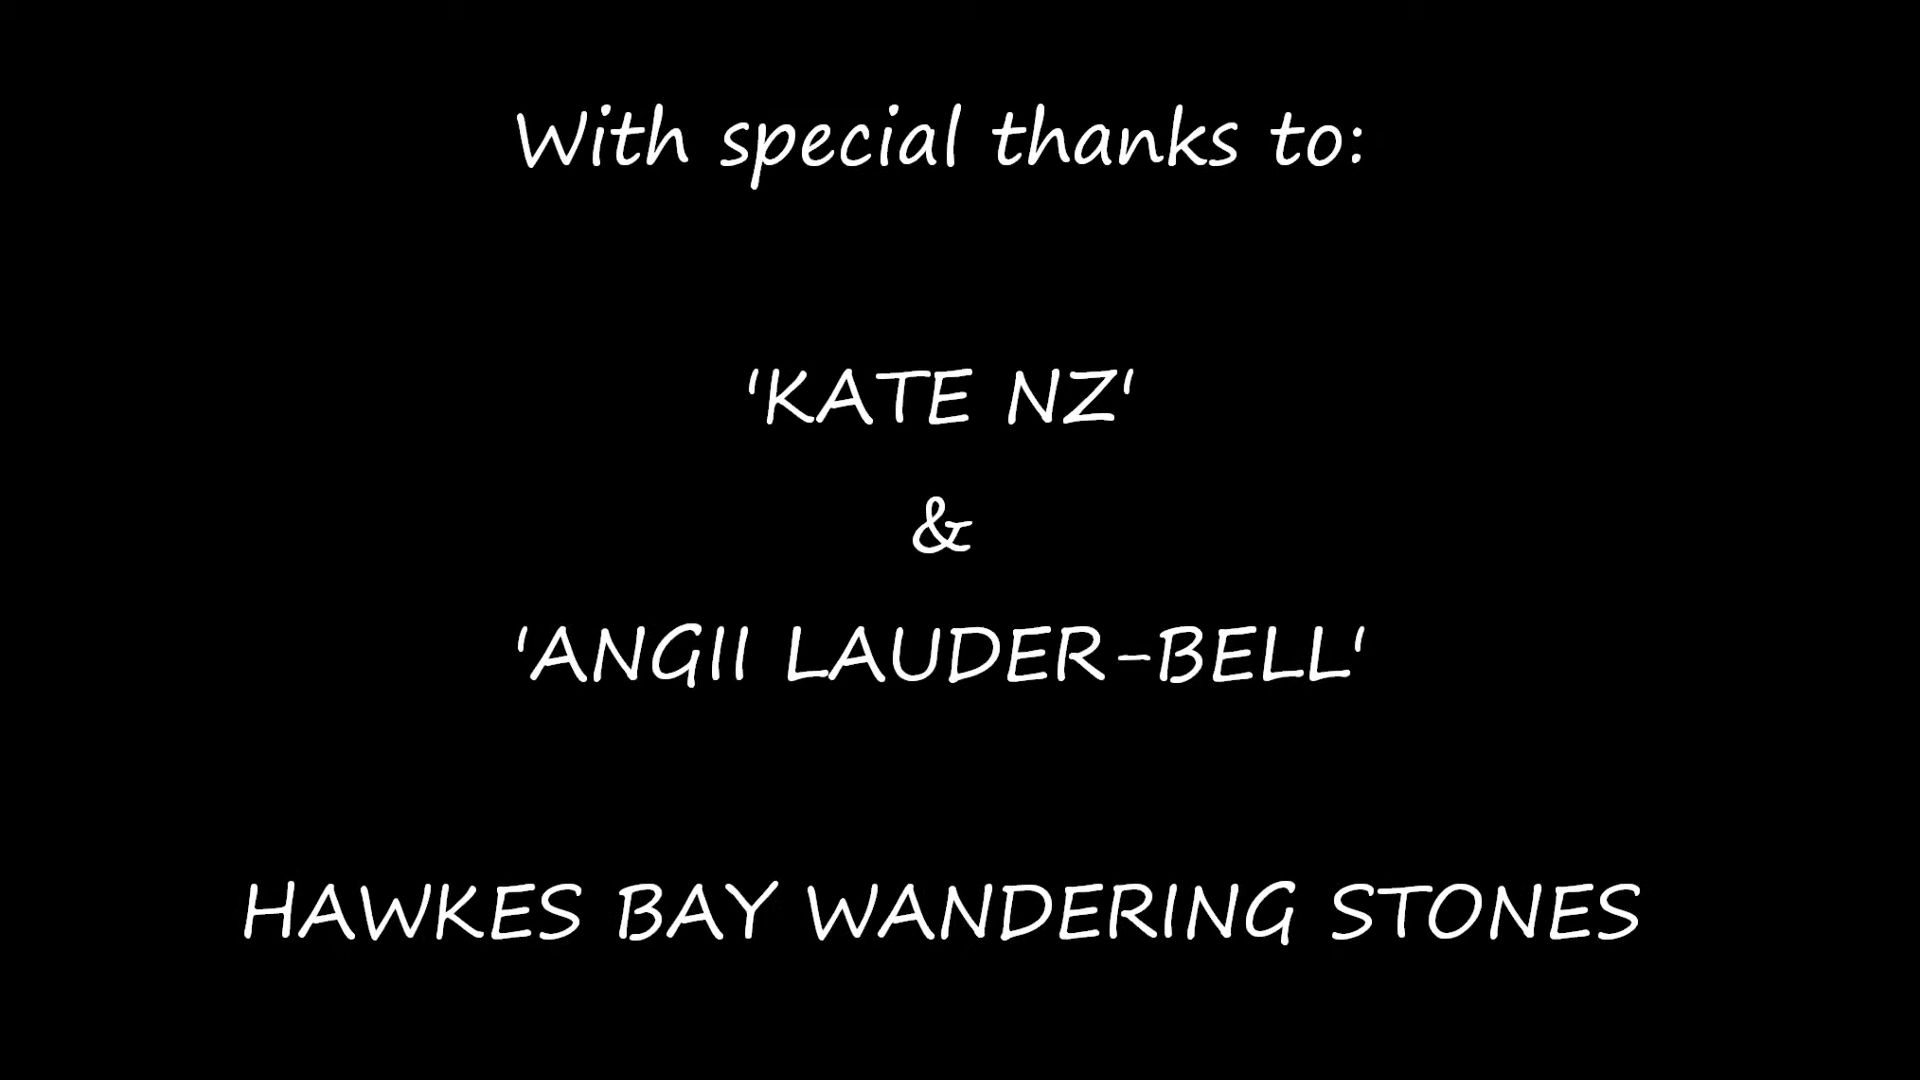 With special thanks to:
'KATE NZ'
&
'ANGII LAUDER-BELL'
HAWKES BAY WANDERING STONES